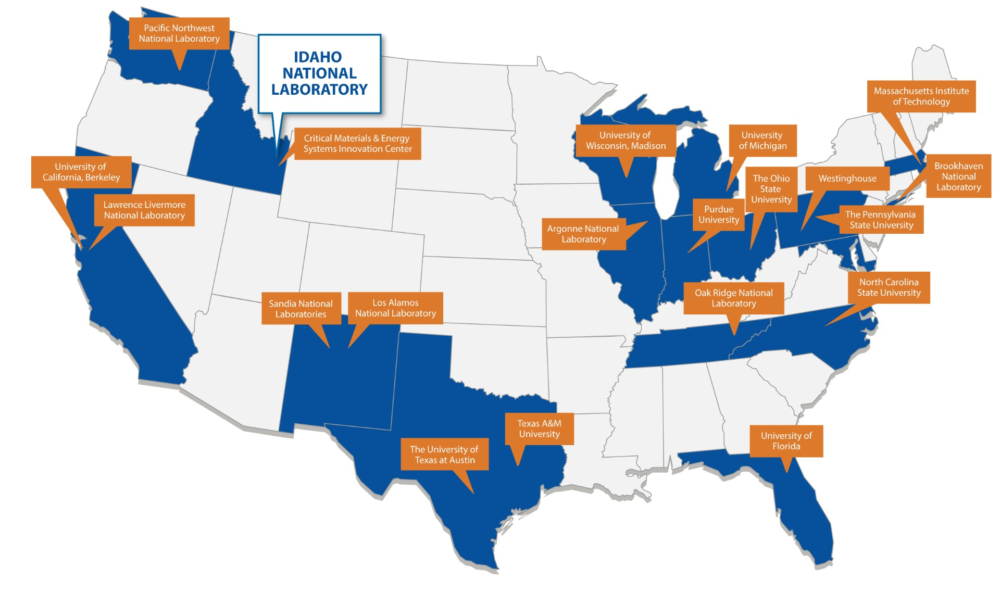 Pacific Northwest
National Laboratory
IDAHO
NATIONAL
LABORATORY
Massachusetts Institute
of Technology
Critical Materials & Energy
Systems Innovation Center
University of
Wisconsin, Madison
University
of Michigan
University of
California, Berkeley
The Ohio
State
University
Westinghouse
Brookhaven
National
Laboratory
Lawrence Livermore
National Laboratory
Purdue
University
The Pennsylvania
State University
Argonne National
Laboratory
North Carolina
State University
Oak Ridge National
Laboratory
Sandia National
Laboratories
Los Alamos
National Laboratory
Texas A&M
University
University of
Florida
The University of
Texas at Austin